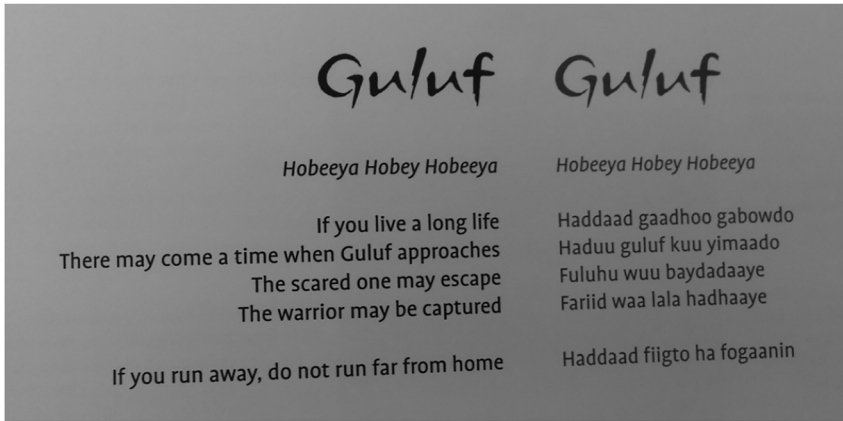 Guluf
Hobeeya Hobey Hobeeya
If you live a long life
There may come a time when Guluf approaches
The scared one may escape
The warrior may be captured
If you run away, do not run far from home
Guluf
Hobeeya Hobey Hobeeya
Haddaad gaadhoo gabowdo
Haduu guluf kuu yimaado
Fuluhu wuu baydadaaye
Fariid waa lala hadhaaye
Haddaad fiigto ha fogaanin